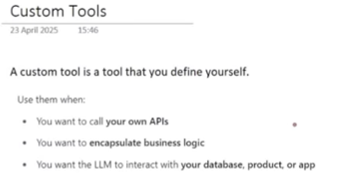 Custom Tools
23 April 2025 15:46
A custom tool is a tool that you define yourself.
Use them when:
• You want to call your own APIs
• You want to encapsulate business logic
• You want the LLM to interact with your database, product, or app